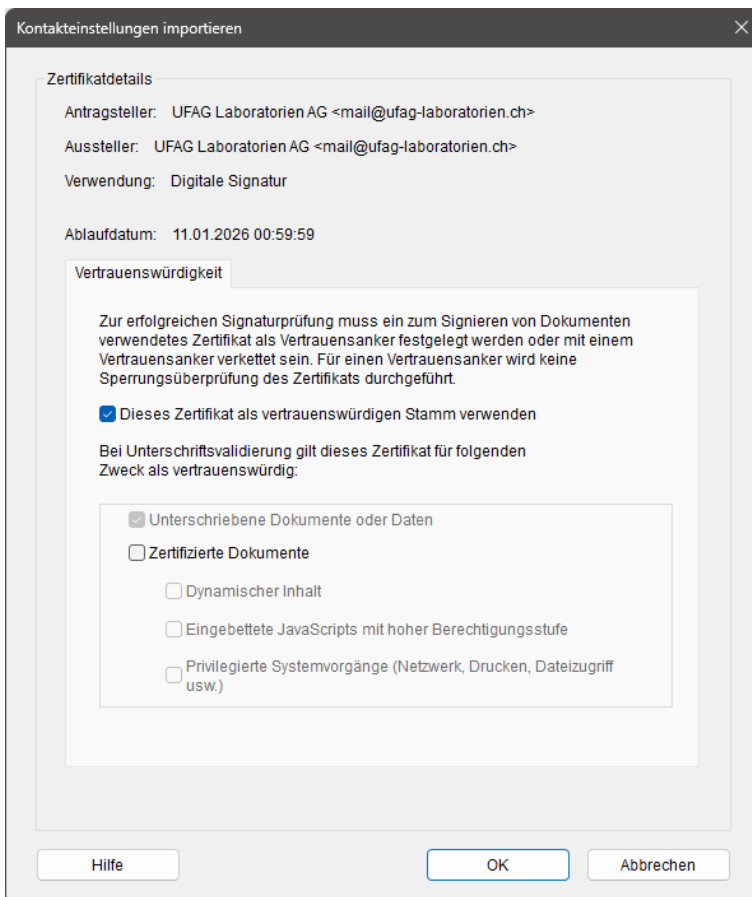 Kontakteinstellungen importieren
Zertifikatdetails
Antragsteller: UFAG Laboratorien AG <mail@ufag-laboratorien.ch>
Aussteller: UFAG Laboratorien AG <mail@ufag-laboratorien.ch>
Verwendung: Digitale Signatur
Ablaufdatum: 11.01.2026 00:59:59
Vertrauenswürdigkeit
Zur erfolgreichen Signaturprüfung muss ein zum Signieren von Dokumenten
verwendetes Zertifikat als Vertrauensanker festgelegt werden oder mit einem
Vertrauensanker verkettet sein. Für einen Vertrauensanker wird keine
Sperrungsüberprüfung des Zertifikats durchgeführt.
Dieses Zertifikat als vertrauenswürdigen Stamm verwenden
Bei Unterschriftsvalidierung gilt dieses Zertifikat für folgenden
Zweck als vertrauenswürdig:
Unterschriebene Dokumente oder Daten
Zertifizierte Dokumente
Dynamischer Inhalt
Eingebettete JavaScripts mit hoher Berechtigungsstufe
Privilegierte Systemvorgänge (Netzwerk, Drucken, Dateizugriff
usw.)
Hilfe OK Abbrechen